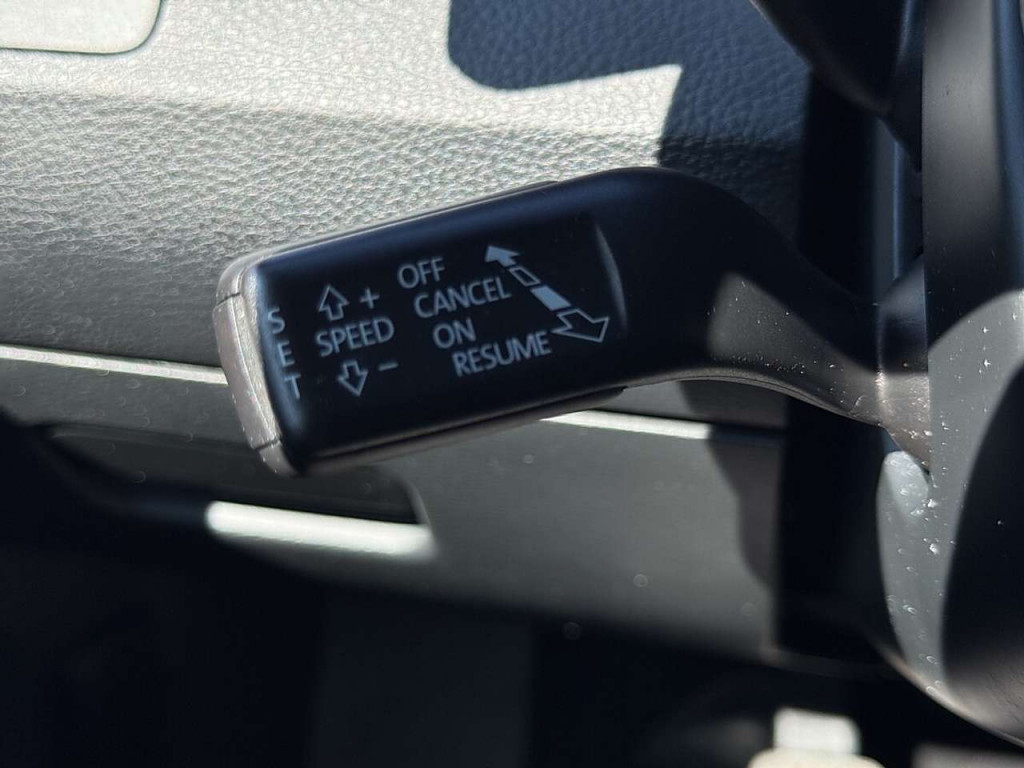 SET
+
SPEED
-
OFF
CANCEL
ON
RESUME